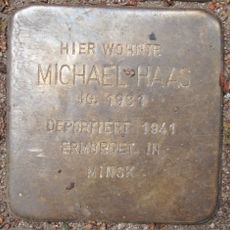 HIER WOHNTE
MICHAEL HAAS
JG. 1931
DEPORTIERT 1941
ERMORDET IN
MINSK